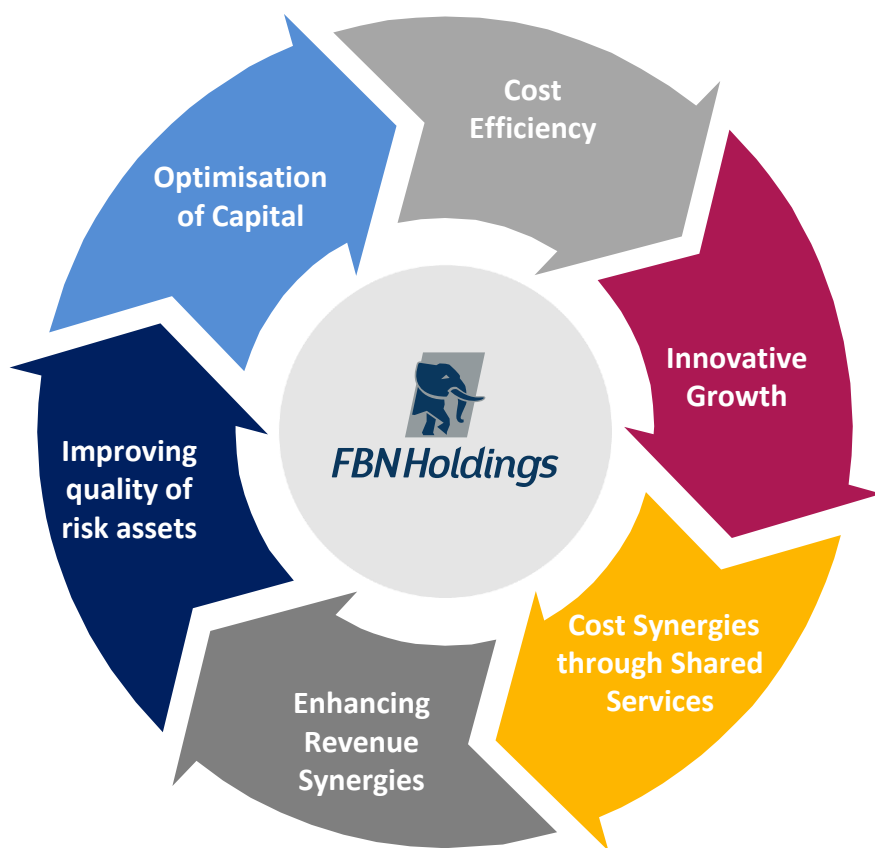 Cost
Efficiency
Innovative
Growth
Cost Synergies
through Shared
Services
Enhancing
Revenue
Synergies
Improving
quality of
risk assets
Optimisation
of Capital
FBNHoldings